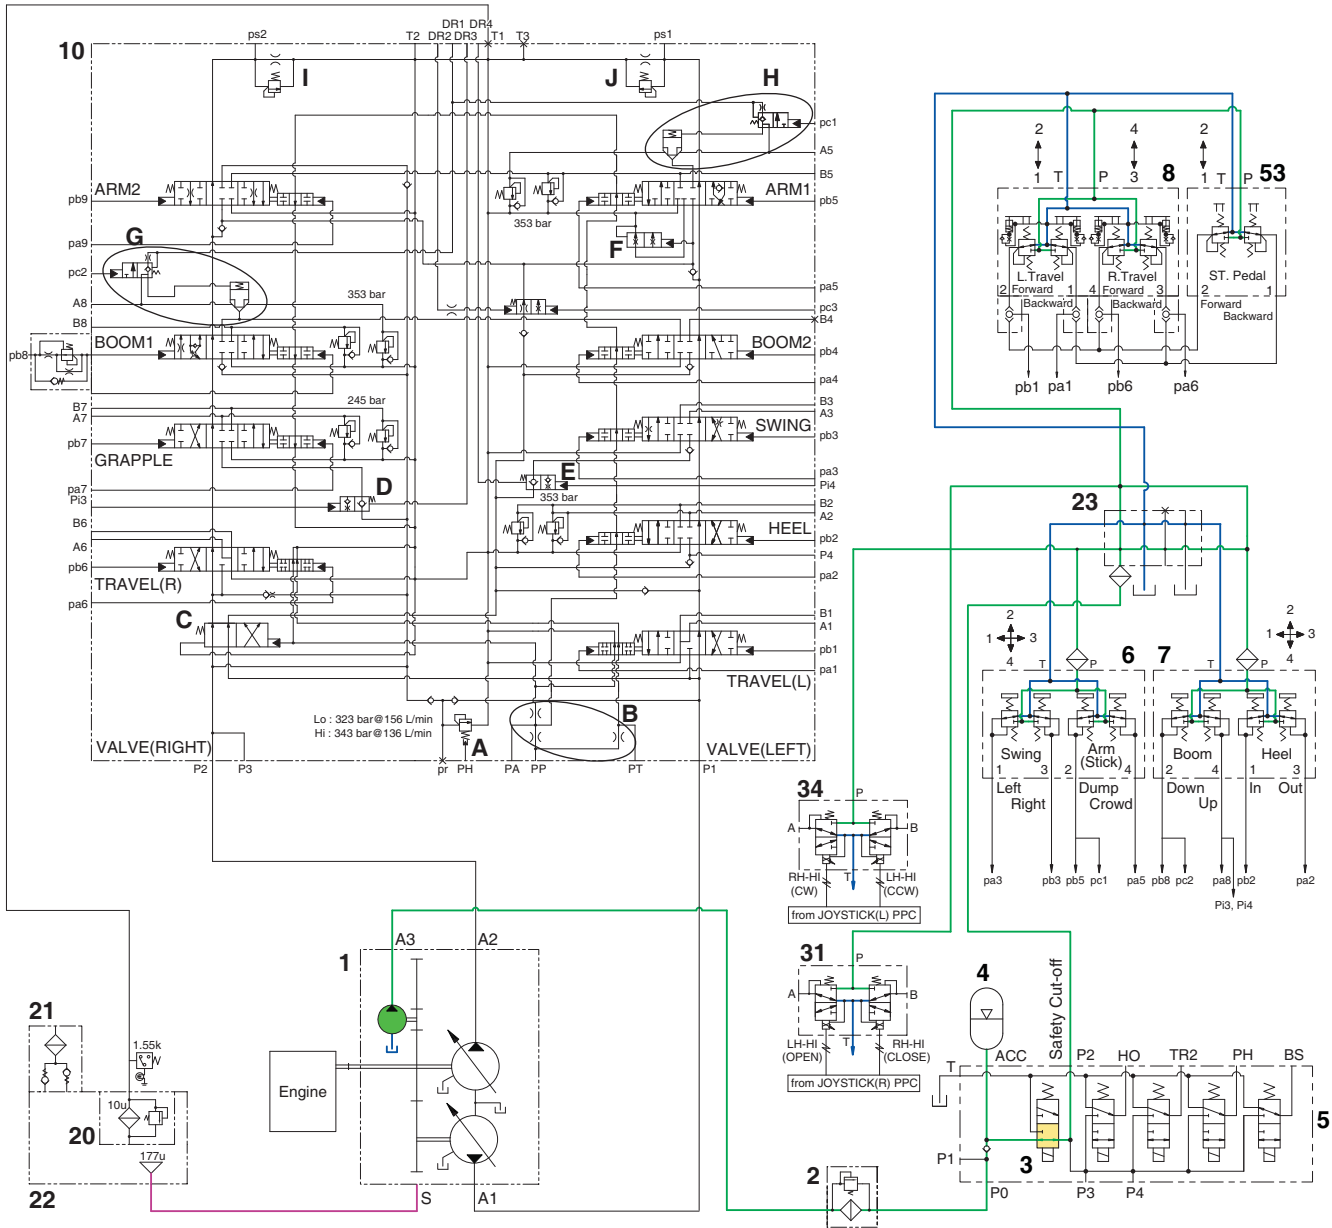 10
ps2
T2
DR1 DR4
DR2 DR3
T1
T3
ps1
I
J
H
pc1
A5
B5
ARM2
pb9
pa9
353 bar
ARM1
pb5
F
G
pc2
A8
B8
353 bar
pa5
pc3
B4
BOOM1
pb8
BOOM2
pb4
pa4
B7
A7
245 bar
B3
A3
pb7
GRAPPLE
SWING
pb3
pa7
Pi3
D
E
353 bar
pa3
Pi4
B6
A6
B2
A2
HEEL
pb2
pb6
TRAVEL(R)
P4
pa6
pa2
C
B1
A1
pb1
pa1
TRAVEL(L)
Lo : 323 bar@156 L/min
Hi : 343 bar@136 L/min
A
B
VALVE(RIGHT)
VALVE(LEFT)
P2
P3
pr
PH
PA
PP
PT
P1
2
1
T
P
4
3
8
2
1
T
P
53
L.Travel
R.Travel
ST. Pedal
2
Forward
1
4
3
Backward
Backward
2
Forward
1
Backward
pb1
pa1
pb6
pa6
23
2
1
3
4
T
P
6
7
T
P
2
1
3
4
Swing
Arm
(Stick)
Boom
Heel
1
3
2
4
2
4
1
3
Left
Right
Dump
Crowd
Down
Up
In
Out
pa3
pb3
pb5
pc1
pa5
pb8
pc2
pa8
pb2
pa2
Pi3, Pi4
34
P
A
B
RH-HI
(CW)
T
LH-HI
(CCW)
from JOYSTICK(L) PPC
31
P
A
B
LH-HI
(OPEN)
T
RH-HI
(CLOSE)
from JOYSTICK(R) PPC
1
A3
A2
Engine
S
A1
21
1.55k
10u
20
177u
22
2
4
Safety Cut-off
T
ACC
P2
HO
TR2
PH
BS
5
3
P1
P0
P3
P4